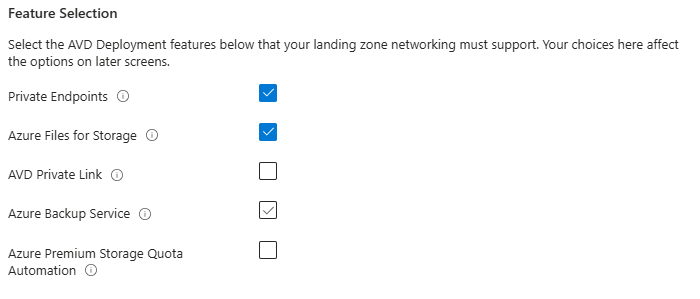 Feature Selection
Select the AVD Deployment features below that your landing zone networking must support. Your choices here affect
the options on later screens.
Private Endpoints
Azure Files for Storage
AVD Private Link
Azure Backup Service
Azure Premium Storage Quota
Automation